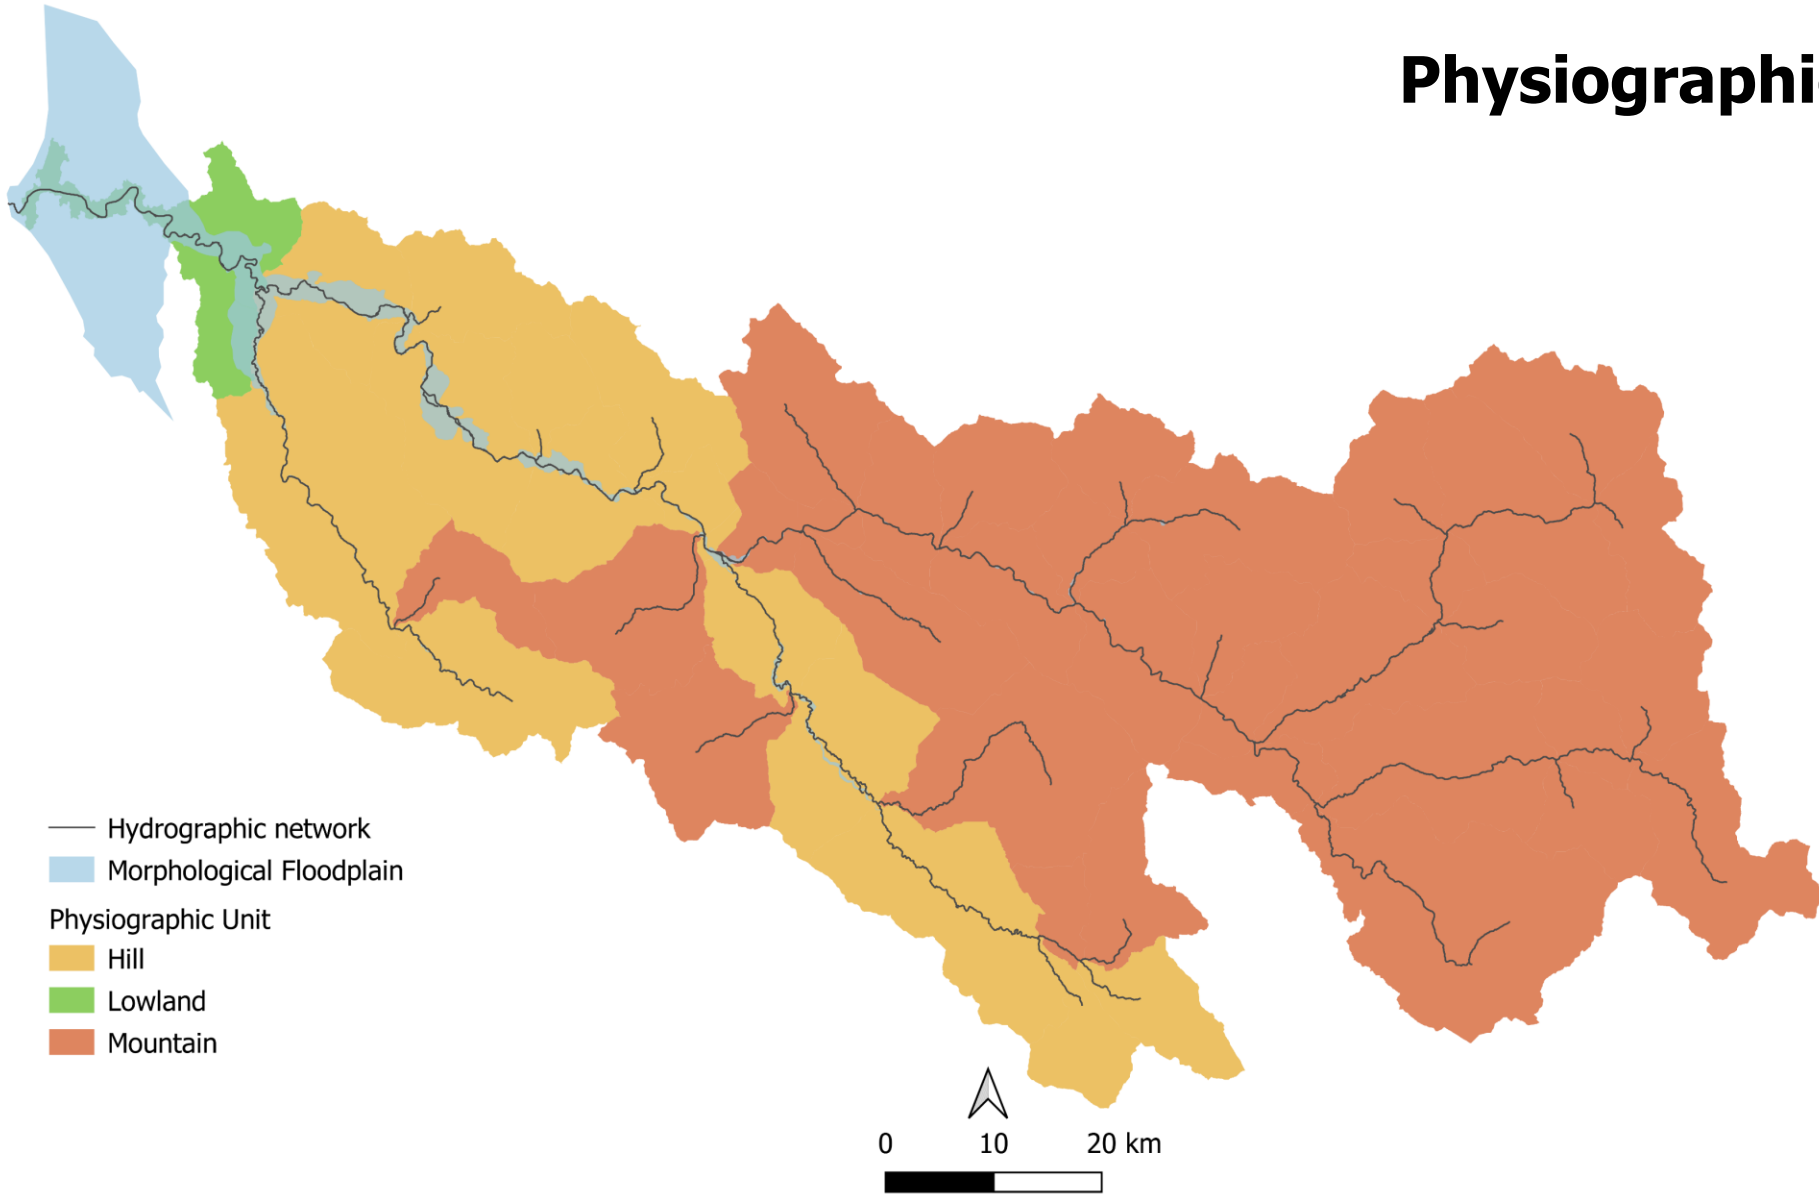 Physiographi
Hydrographic network
Morphological Floodplain
Physiographic Unit
Hill
Lowland
Mountain
0 10 20 km